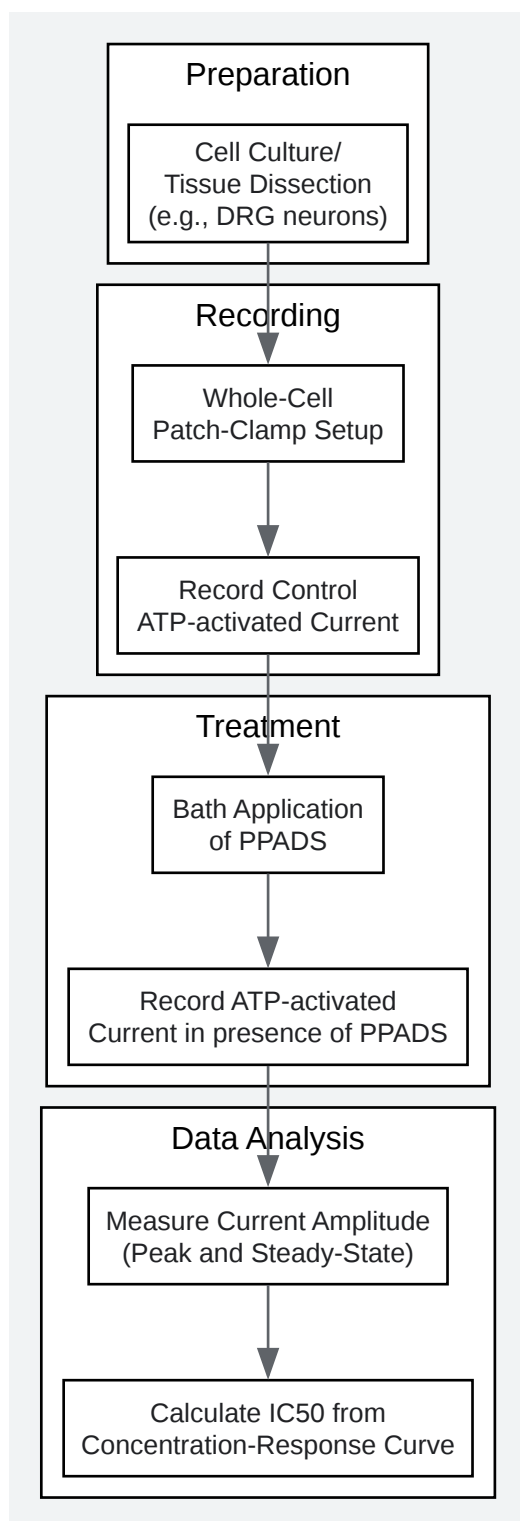 Preparation
Cell Culture/
Tissue Dissection
(e.g., DRG neurons)
Recording
Whole-Cell
Patch-Clamp Setup
Record Control
ATP-activated Current
Treatment
Bath Application
of PPADS
Record ATP-activated
Current in presence of PPADS
Data Analysis
Measure Current Amplitude
(Peak and Steady-State)
Calculate IC50 from
Concentration-Response Curve